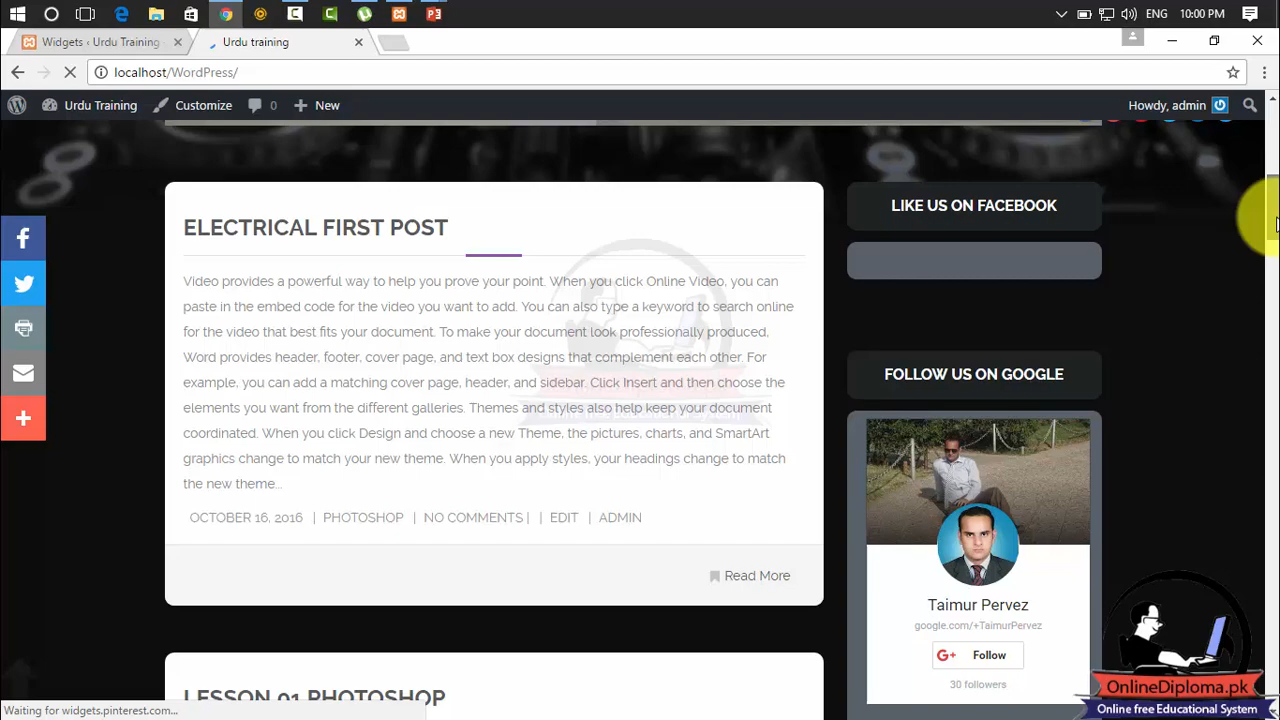 ENG
10:00 PM
Widgets ‹ Urdu Training
Urdu training
localhost/WordPress/
Urdu Training
Customize
0
New
Howdy, admin
ELECTRICAL FIRST POST
Video provides a powerful way to help you prove your point. When you click Online Video, you can
paste in the embed code for the video you want to add. You can also type a keyword to search online
for the video that best fits your document. To make your document look professionally produced,
Word provides header, footer, cover page, and text box designs that complement each other. For
example, you can add a matching cover page, header, and sidebar. Click Insert and then choose the
elements you want from the different galleries. Themes and styles also help keep your document
coordinated. When you click Design and choose a new Theme, the pictures, charts, and SmartArt
graphics change to match your new theme. When you apply styles, your headings change to match
the new theme...
OCTOBER 16, 2016 | PHOTOSHOP | NO COMMENTS | | EDIT | ADMIN
Read More
LESSON 01 PHOTOSHOP
LIKE US ON FACEBOOK
FOLLOW US ON GOOGLE
Taimur Pervez
google.com/+TaimurPervez
G+ Follow
30 followers
Waiting for widgets.pinterest.com...
OnlineDiploma.pk
Online free Educational System